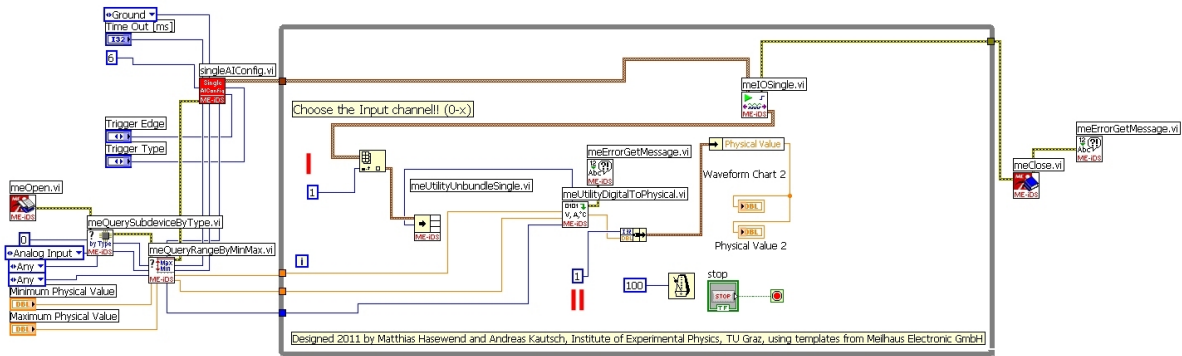 Ground
Time Out [ms]
I32
6
singleAIConfig.vi
Single
AIConfig
ME-iDS
Trigger Edge
Trigger Type
meOpen.vi
ME-iDS
meQuerySubdeviceByType.vi
?
by Type
ME-iDS
0
Analog Input
Any
Any
meQueryRangeByMinMax.vi
? Max
Min
ME-iDS
Minimum Physical Value
DBL
Maximum Physical Value
DBL
Choose the Input channel!! (0-x)
I
1
i
meUtilityUnbundleSingle.vi
ME-iDS
meErrorGetMessage.vi
Abc
ME-iDS
meUtilityDigitalToPhysical.vi
0101
V, A,°C
ME-iDS
1
II
meIOSingle.vi
ME-iDS
Physical Value
Waveform Chart 2
DBL
DBL
Physical Value 2
100
stop
STOP
TF
meErrorGetMessage.vi
Abc
ME-iDS
meClose.vi
ME-iDS
Designed 2011 by Matthias Hasewend and Andreas Kautsch, Institute of Experimental Physics, TU Graz, using templates from Meilhaus Electronic GmbH